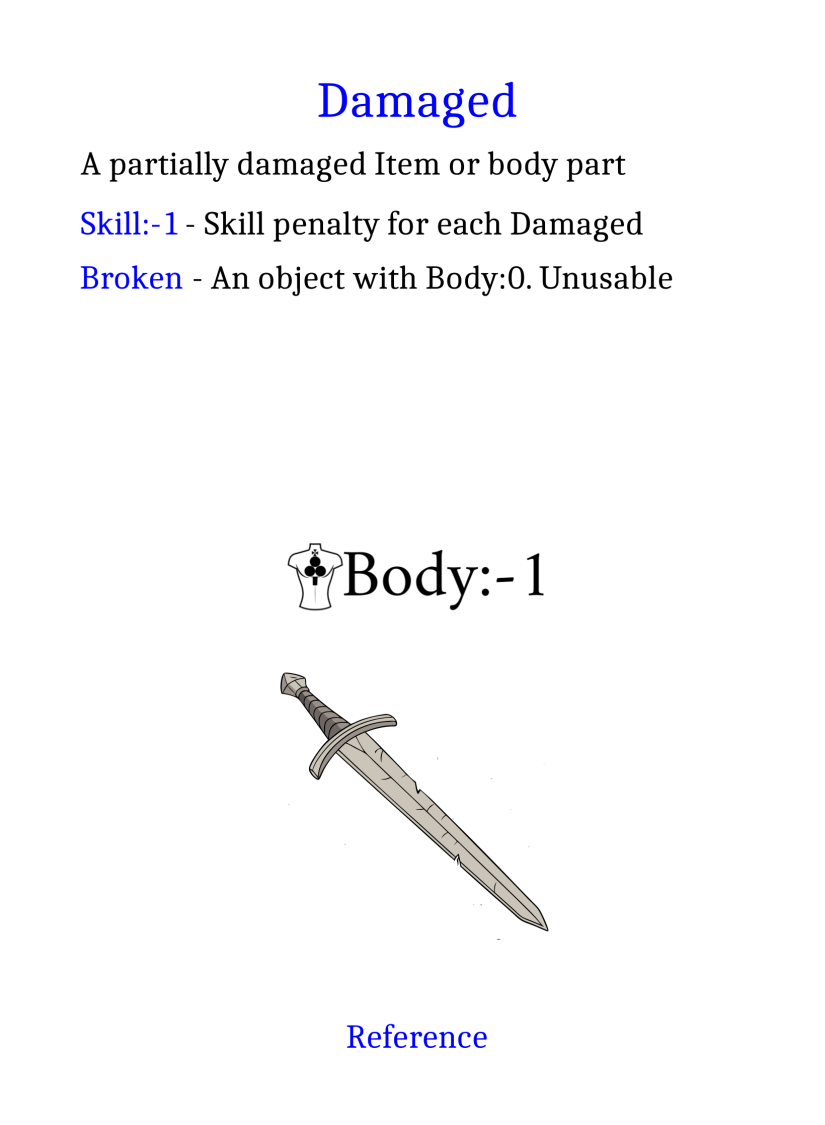 Damaged
A partially damaged Item or body part
Skill:-1 - Skill penalty for each Damaged
Broken - An object with Body:0. Unusable
Body:-1
Reference